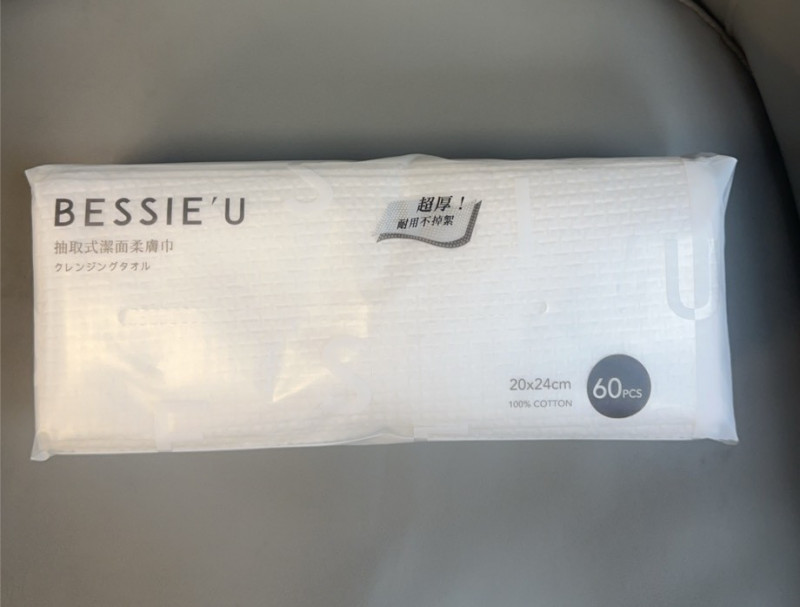 BESSIE'U
抽取式潔面柔膚巾
クレンジングタオル
超厚！
耐用不掉絮
U
20x24cm
100% COTTON
60PCS